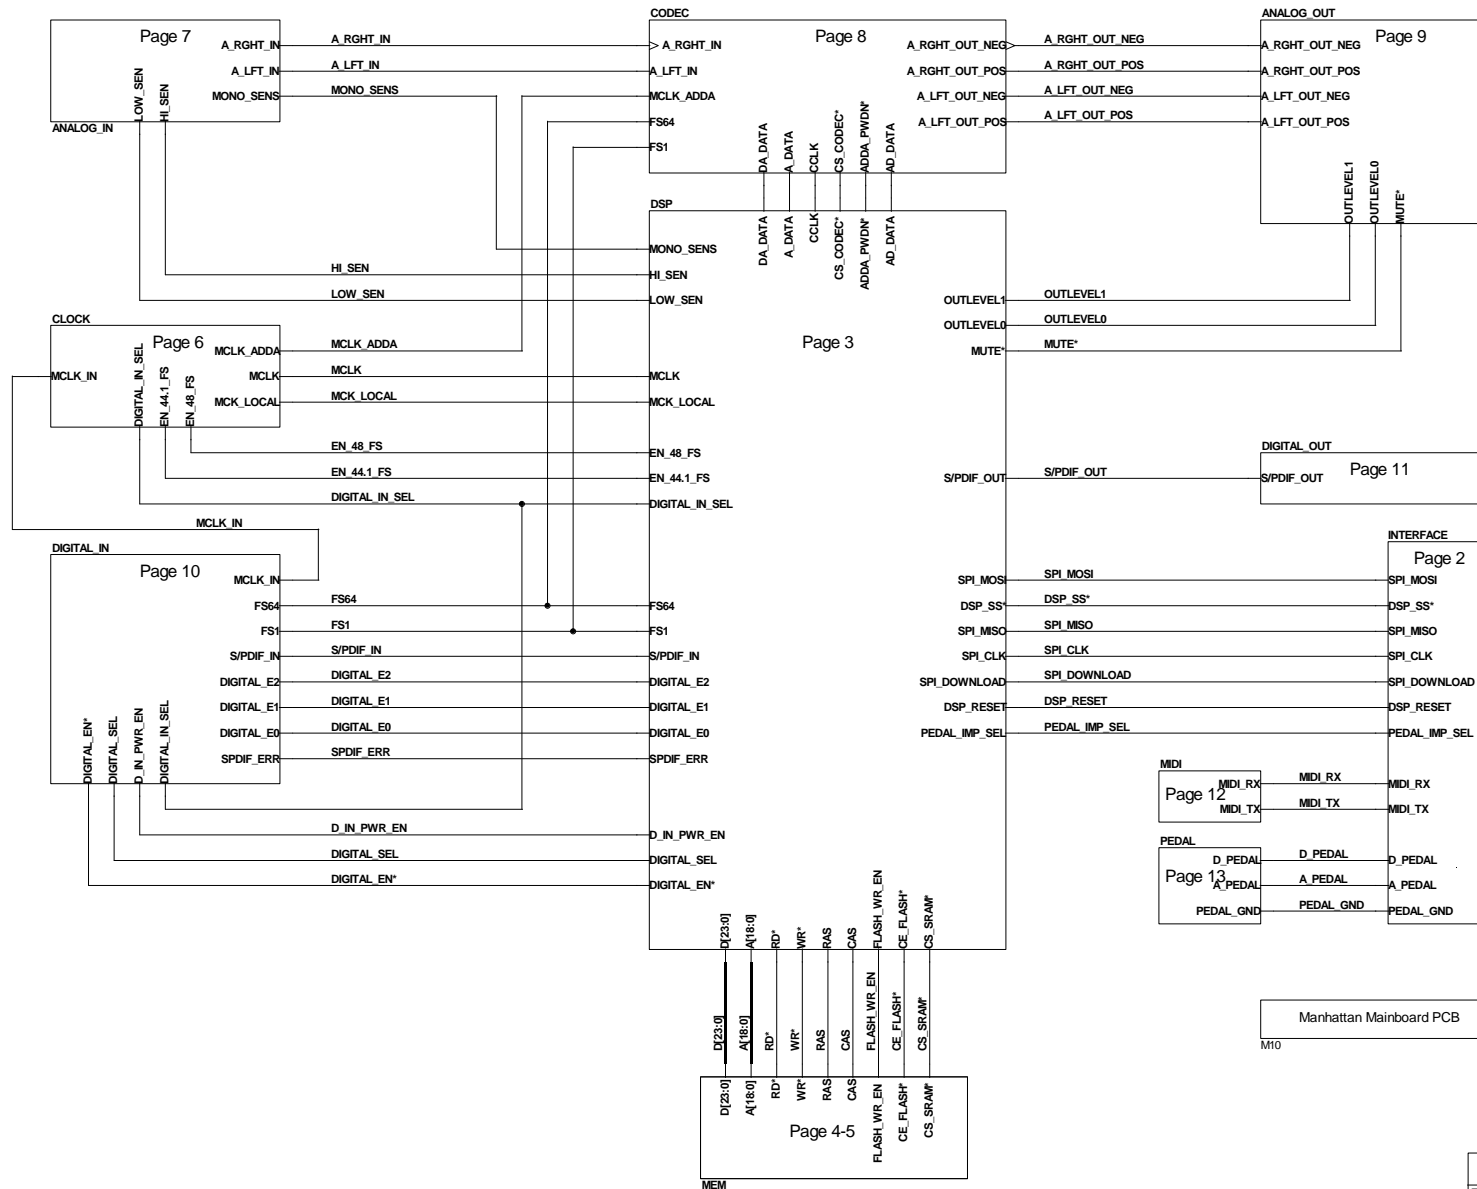 ANALOG_IN
Page 7
A_RGHT_IN
A_LFT_IN
MONO_SENS
LOW_SEN
HI_SEN
A_RGHT_IN
A_LFT_IN
MONO_SENS
CODEC
Page 8
A_RGHT_IN
A_LFT_IN
MCLK_ADDA
FS64
FS1
A_RGHT_OUT_NEG
A_RGHT_OUT_POS
A_LFT_OUT_NEG
A_LFT_OUT_POS
DA_DATA
A_DATA
CCLK
CS_CODEC*
ADDA_PWDN*
AD_DATA
A_RGHT_OUT_NEG
A_RGHT_OUT_POS
A_LFT_OUT_NEG
A_LFT_OUT_POS
ANALOG_OUT
Page 9
A_RGHT_OUT_NEG
A_RGHT_OUT_POS
A_LFT_OUT_NEG
A_LFT_OUT_POS
OUTLEVEL1
OUTLEVEL0
MUTE*
DSP
Page 3
DA_DATA
A_DATA
CCLK
CS_CODEC*
ADDA_PWDN*
AD_DATA
HI_SEN
LOW_SEN
MONO_SENS
HI_SEN
LOW_SEN
OUTLEVEL1
OUTLEVEL0
MUTE*
OUTLEVEL1
OUTLEVEL0
MUTE*
CLOCK
Page 6
MCLK_IN
MCLK_ADDA
MCLK
MCK_LOCAL
DIGITAL_IN_SEL
EN_44.1_FS
EN_48_FS
MCLK_ADDA
MCLK
MCK_LOCAL
EN_48_FS
EN_44.1_FS
DIGITAL_IN_SEL
MCLK
MCK_LOCAL
EN_48_FS
EN_44.1_FS
DIGITAL_IN_SEL
S/PDIF_OUT
S/PDIF_OUT
DIGITAL_OUT
Page 11
S/PDIF_OUT
MCLK_IN
DIGITAL_IN
Page 10
MCLK_IN
FS64
FS1
S/PDIF_IN
DIGITAL_E2
DIGITAL_E1
DIGITAL_E0
SPDIF_ERR
DIGITAL_EN*
DIGITAL_SEL
D_IN_PWR_EN
DIGITAL_IN_SEL
FS64
FS1
S/PDIF_IN
DIGITAL_E2
DIGITAL_E1
DIGITAL_E0
SPDIF_ERR
D_IN_PWR_EN
DIGITAL_SEL
DIGITAL_EN*
FS64
FS1
S/PDIF_IN
DIGITAL_E2
DIGITAL_E1
DIGITAL_E0
SPDIF_ERR
D_IN_PWR_EN
DIGITAL_SEL
DIGITAL_EN*
SPI_MOSI
DSP_SS*
SPI_MISO
SPI_CLK
SPI_DOWNLOAD
DSP_RESET
PEDAL_IMP_SEL
SPI_MOSI
DSP_SS*
SPI_MISO
SPI_CLK
SPI_DOWNLOAD
DSP_RESET
PEDAL_IMP_SEL
INTERFACE
Page 2
SPI_MOSI
DSP_SS*
SPI_MISO
SPI_CLK
SPI_DOWNLOAD
DSP_RESET
PEDAL_IMP_SEL
MIDI_RX
MIDI_TX
D_PEDAL
A_PEDAL
PEDAL_GND
MIDI
Page 12
MIDI_RX
MIDI_TX
MIDI_RX
MIDI_TX
PEDAL
Page 13
D_PEDAL
A_PEDAL
PEDAL_GND
D_PEDAL
A_PEDAL
PEDAL_GND
D[23:0]
A[18:0]
RD*
WR*
RAS
CAS
FLASH_WR_EN
CE_FLASH*
CS_SRAM*
D[23:0]
A[18:0]
RD*
WR*
RAS
CAS
FLASH_WR_EN
CE_FLASH*
CS_SRAM*
D[23:0]
A[18:0]
RD*
WR*
RAS
CAS
FLASH_WR_EN
CE_FLASH*
CS_SRAM*
Page 4-5
MEM
Manhattan Mainboard PCB
M10